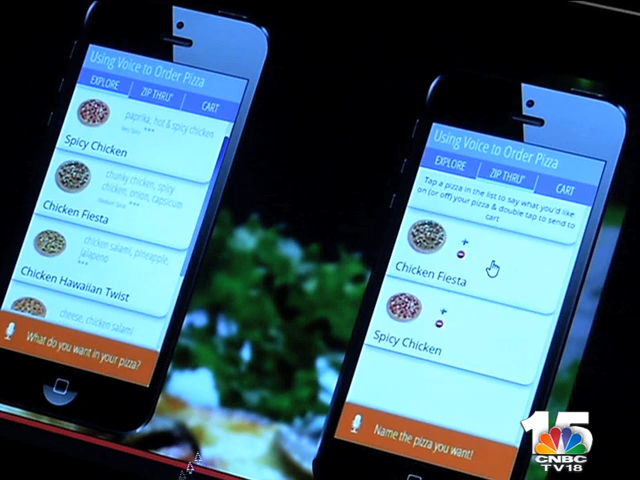 Using Voice to Order Pizza
EXPLORE
ZIP THRU'
CART
paprika, hot & spicy chicken
Very Spicy
Spicy Chicken
chunky chicken, spicy
chicken, onion, capsicum
Medium Spicy
Chicken Fiesta
chicken salami, pineapple,
jalapeno
Chicken Hawaiian Twist
cheese, chicken salami
What do you want in your pizza?
Using Voice to Order Pizza
EXPLORE
ZIP THRU'
CART
Tap a pizza in the list to say what you'd like
on (or off) your pizza & double tap to send to
cart
Chicken Fiesta
Spicy Chicken
Name the pizza you want!
15
CNBC
TV18